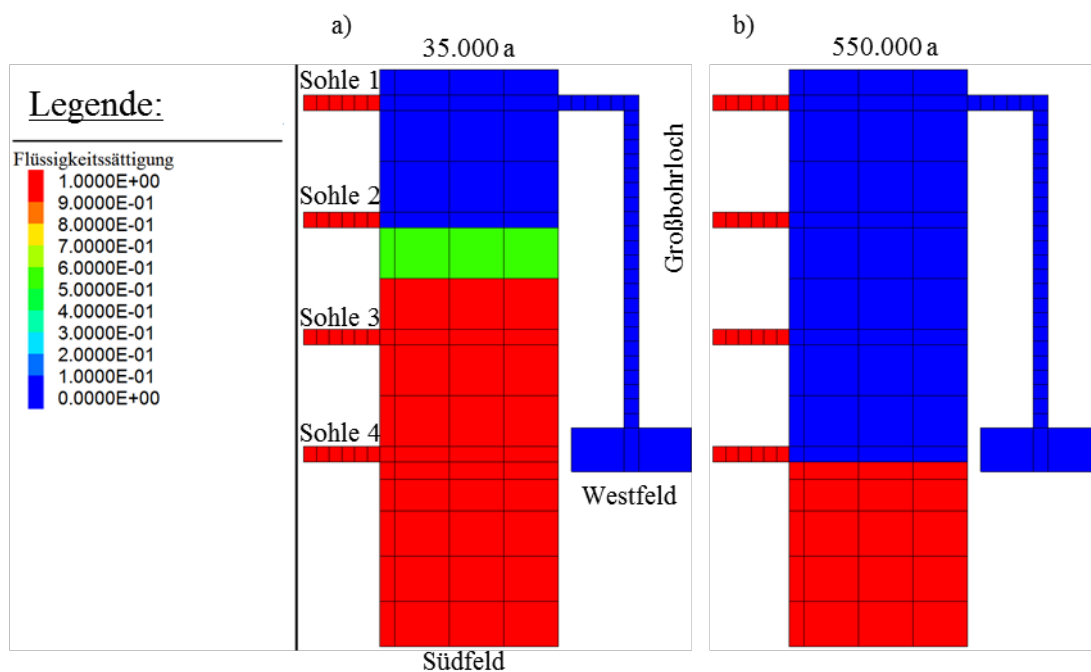 a)
35.000 a
b)
550.000 a
Legende:
Flüssigkeitssättigung
1.0000E+00
9.0000E-01
8.0000E-01
7.0000E-01
6.0000E-01
5.0000E-01
4.0000E-01
3.0000E-01
2.0000E-01
1.0000E-01
0.0000E+00
Sohle 1
Sohle 2
Sohle 3
Sohle 4
Großbohrloch
Westfeld
Südfeld